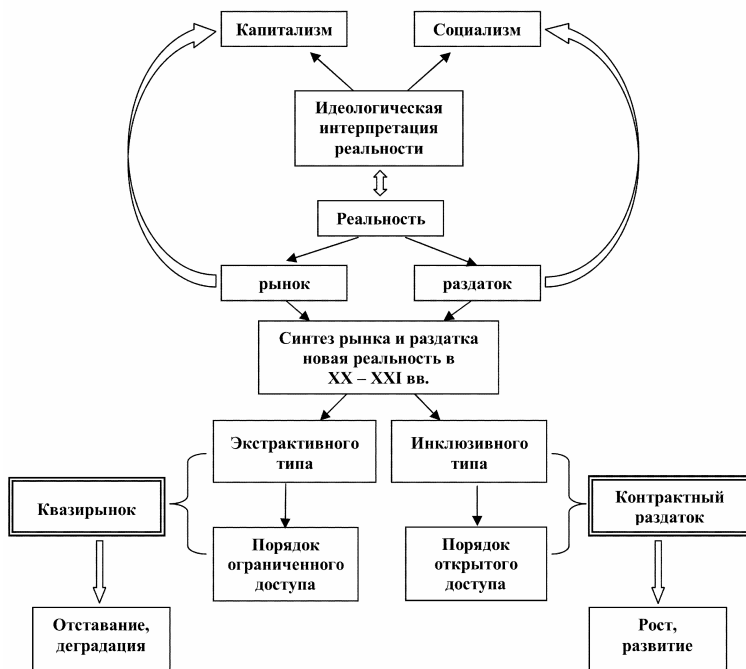 Капитализм
Социализм
Идеологическая
интерпретация
реальности
Реальность
рынок
раздаток
Синтез рынка и раздатка
новая реальность в
XX – XXI вв.
Экстрактивного
типа
Инклюзивного
типа
Квазирынок
Контрактный
раздаток
Порядок
ограниченного
доступа
Порядок
открытого
доступа
Отставание,
деградация
Рост,
развитие